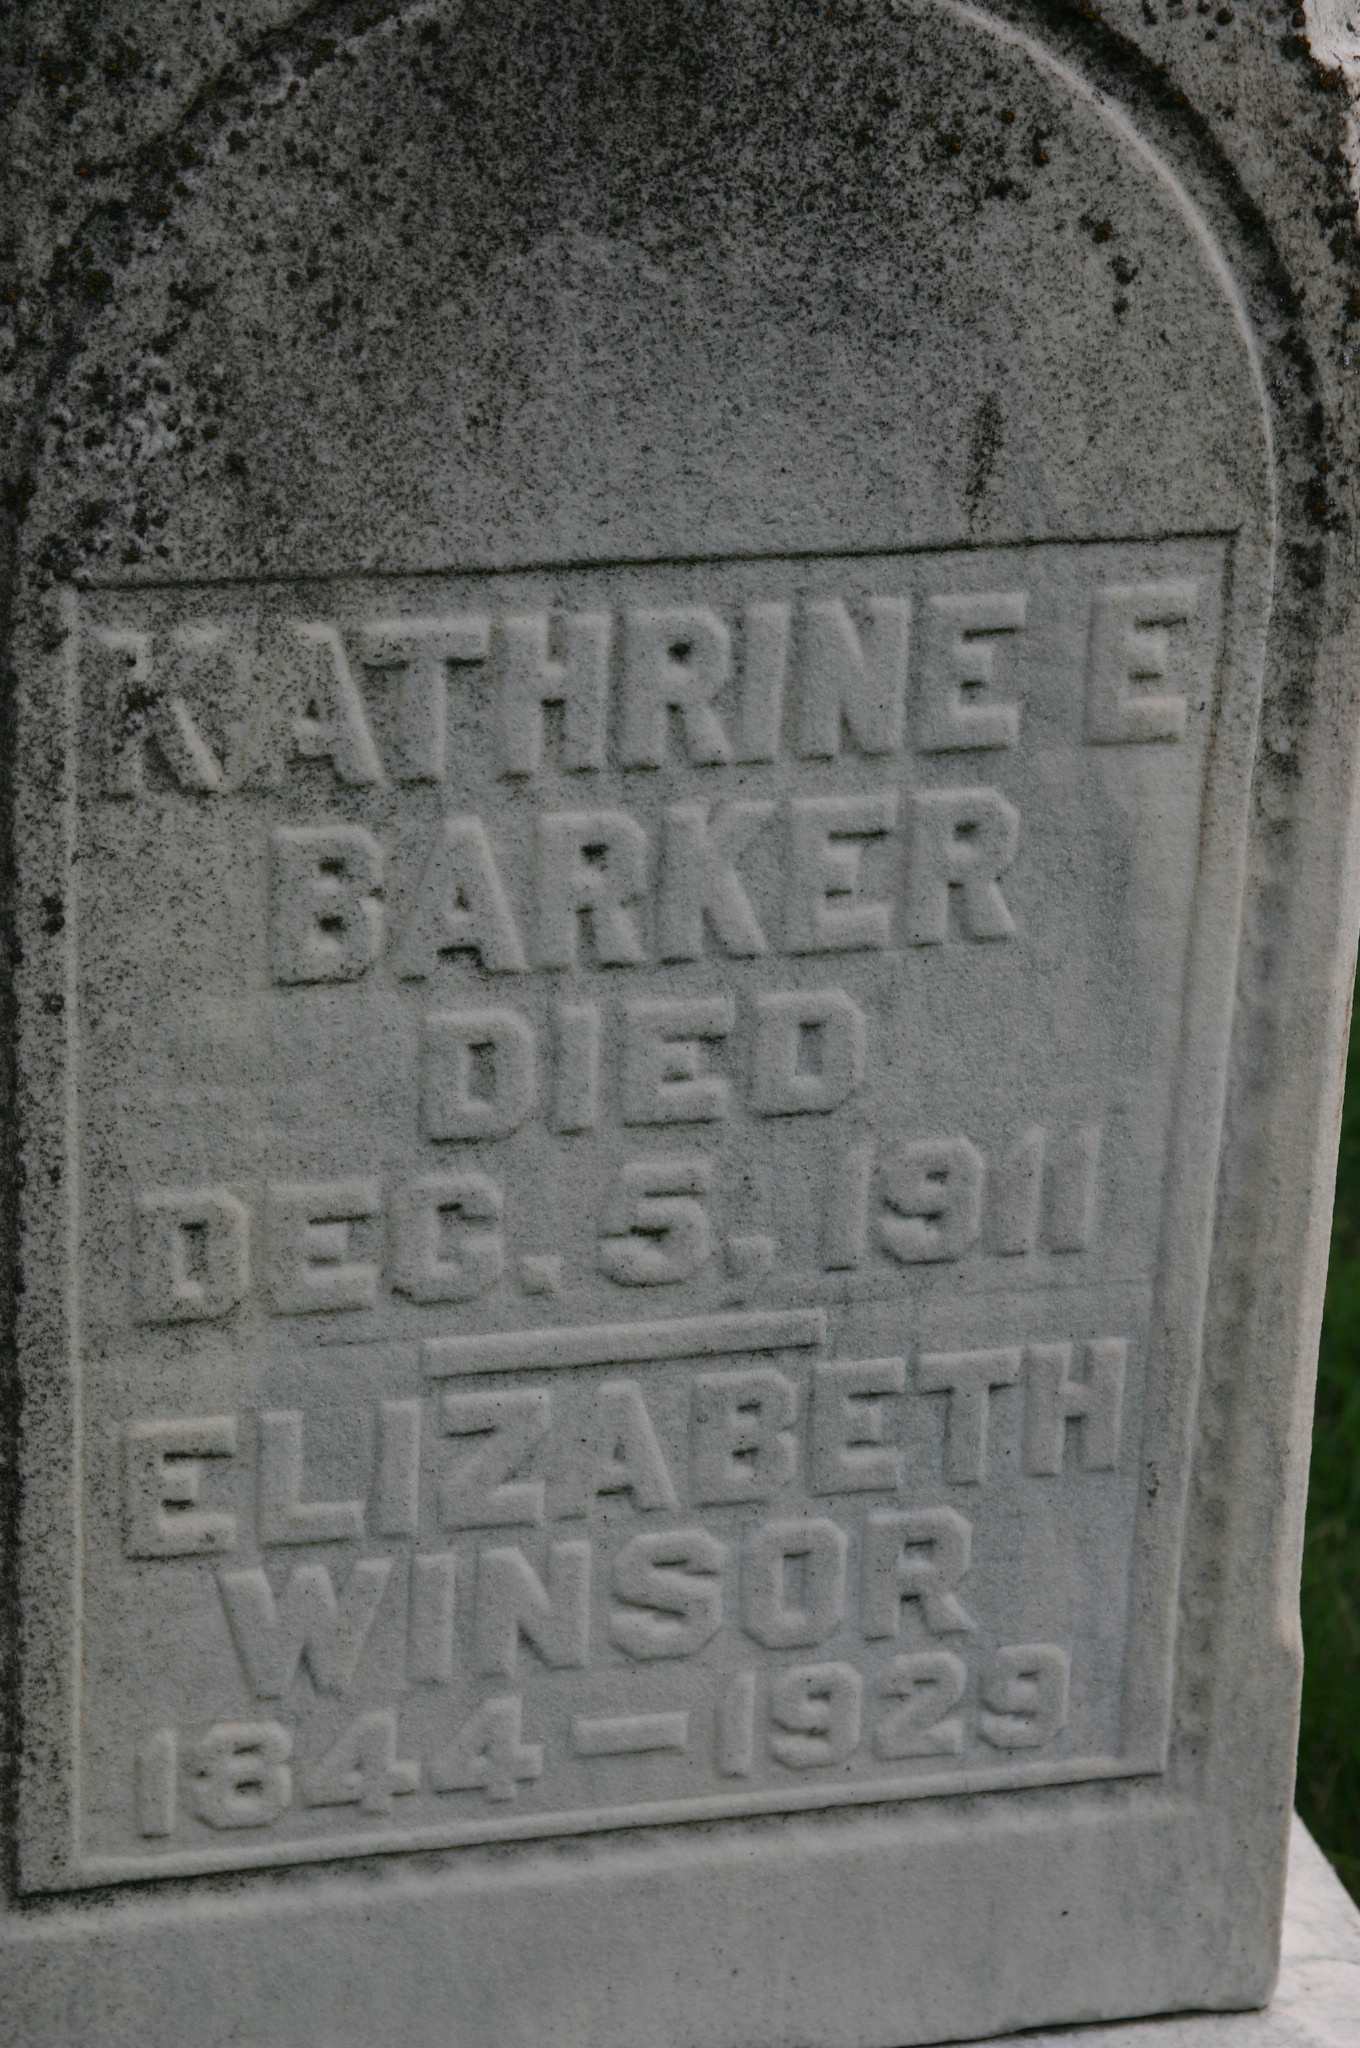 KATHRINE E
BARKER
DIED
DEC. 5, 1911
ELIZABETH
WINSOR
1844–1929